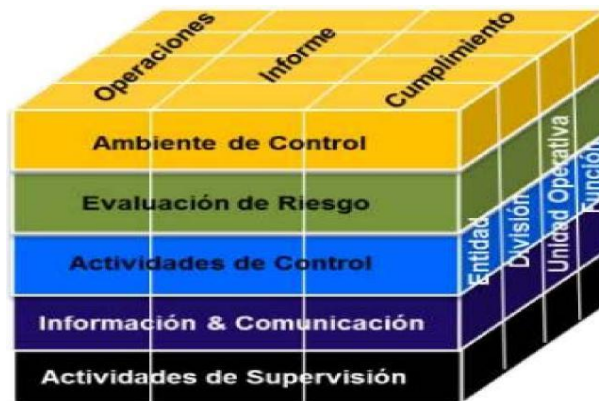 Operaciones
Informe
Cumplimiento
Ambiente de Control
Evaluación de Riesgo
Actividades de Control
Información & Comunicación
Actividades de Supervisión
Entidad
División
Unidad Operativa
Función